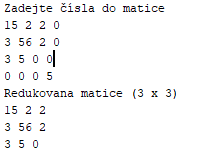 Zadejte čísla do matice
15 2 2 0
3 56 2 0
3 5 0 0
0 0 0 5
Redukovana matice (3 x 3)
15 2 2
3 56 2
3 5 0